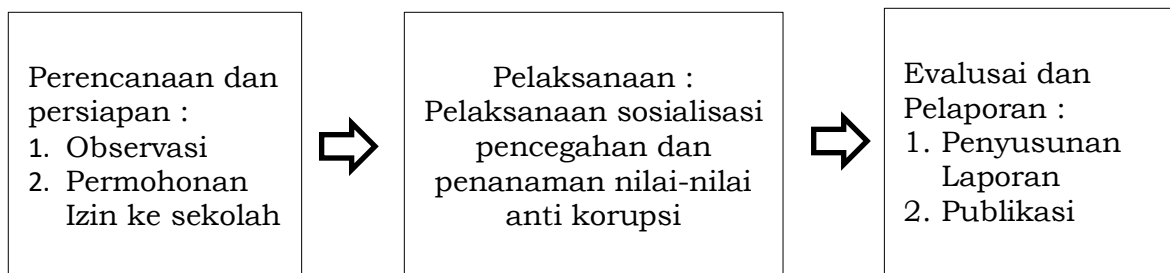 Perencanaan dan
persiapan :
1. Observasi
2. Permohonan
Izin ke sekolah
Pelaksanaan :
Pelaksanaan sosialisasi
pencegahan dan
penanaman nilai-nilai
anti korupsi
Evalusai dan
Pelaporan :
1. Penyusunan
Laporan
2. Publikasi